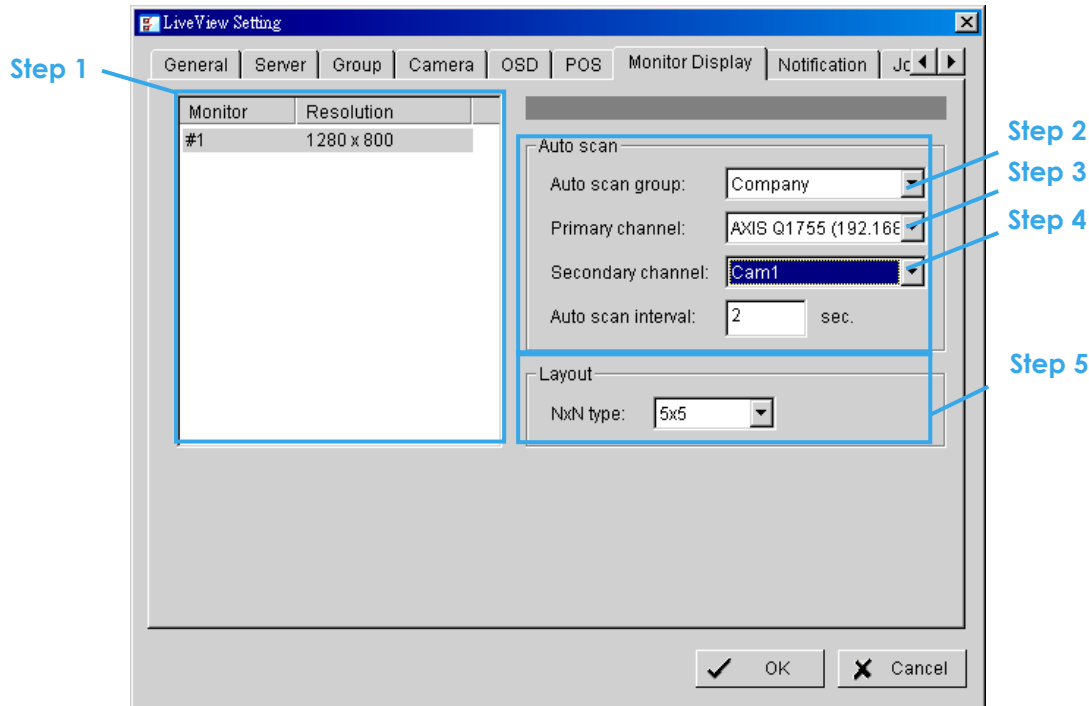 LiveView Setting
Step 1
General Server Group Camera OSD POS Monitor Display Notification Jo
Monitor Resolution
#1 1280 x 800
Auto scan
Step 2
Auto scan group: Company
Step 3
Primary channel: AXIS Q1755 (192.168
Step 4
Secondary channel: Cam1
Auto scan interval: 2 sec.
Step 5
Layout
NxN type: 5x5
OK Cancel